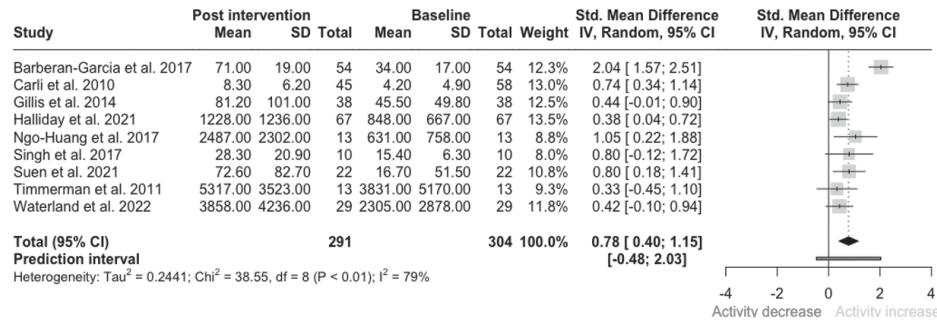 Post intervention Baseline Std. Mean Difference Std. Mean Difference
Study Mean SD Total Mean SD Total Weight IV, Random, 95% CI IV, Random, 95% CI
Barberan-Garcia et al. 2017 71.00 19.00 54 34.00 17.00 54 12.3% 2.04 [ 1.57; 2.51]
Carli et al. 2010 8.30 6.20 45 4.20 4.90 58 13.0% 0.74 [ 0.34; 1.14]
Gillis et al. 2014 81.20 101.00 38 45.50 49.80 38 12.4% 0.44 [-0.01; 0.90]
Halliday et al. 2021 1228.00 1236.00 67 848.00 667.00 67 13.5% 0.38 [ 0.04; 0.72]
Ngo-Huang et al. 2017 2487.00 2302.00 13 631.00 758.00 13 8.8% 1.05 [ 0.22; 1.88]
Singh et al. 2017 28.30 20.90 10 15.40 6.30 10 8.0% 0.80 [-0.12; 1.72]
Suen et al. 2021 72.60 82.70 22 16.70 51.50 22 10.9% 0.80 [ 0.18; 1.41]
Timmerman et al. 2011 5317.00 3523.00 13 3831.00 5170.00 13 9.3% 0.33 [-0.45; 1.10]
Waterland et al. 2022 3858.00 4236.00 29 2305.00 2878.00 29 11.8% 0.42 [-0.10; 0.94]
Total (95% CI) 291 304 100.0% 0.78 [ 0.40; 1.15]
Prediction interval [-0.48; 2.03]
Heterogeneity: Tau² = 0.2441; Chi² = 38.55, df = 8 (P < 0.01); I² = 79%
-4 -2 0 2 4
Activity decrease Activity increase